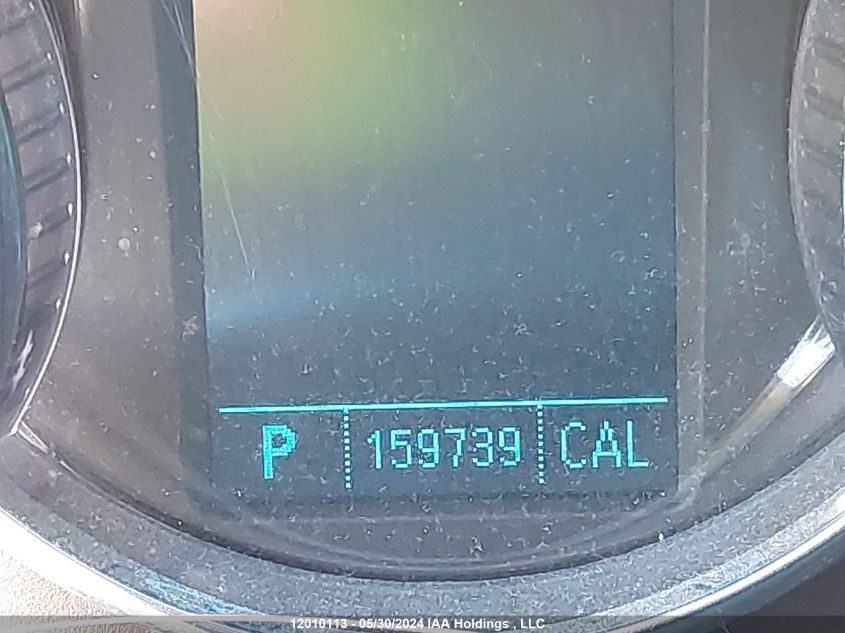 P 159739 CAL
12010113 - 05/30/2024 IAA Holdings , LLC